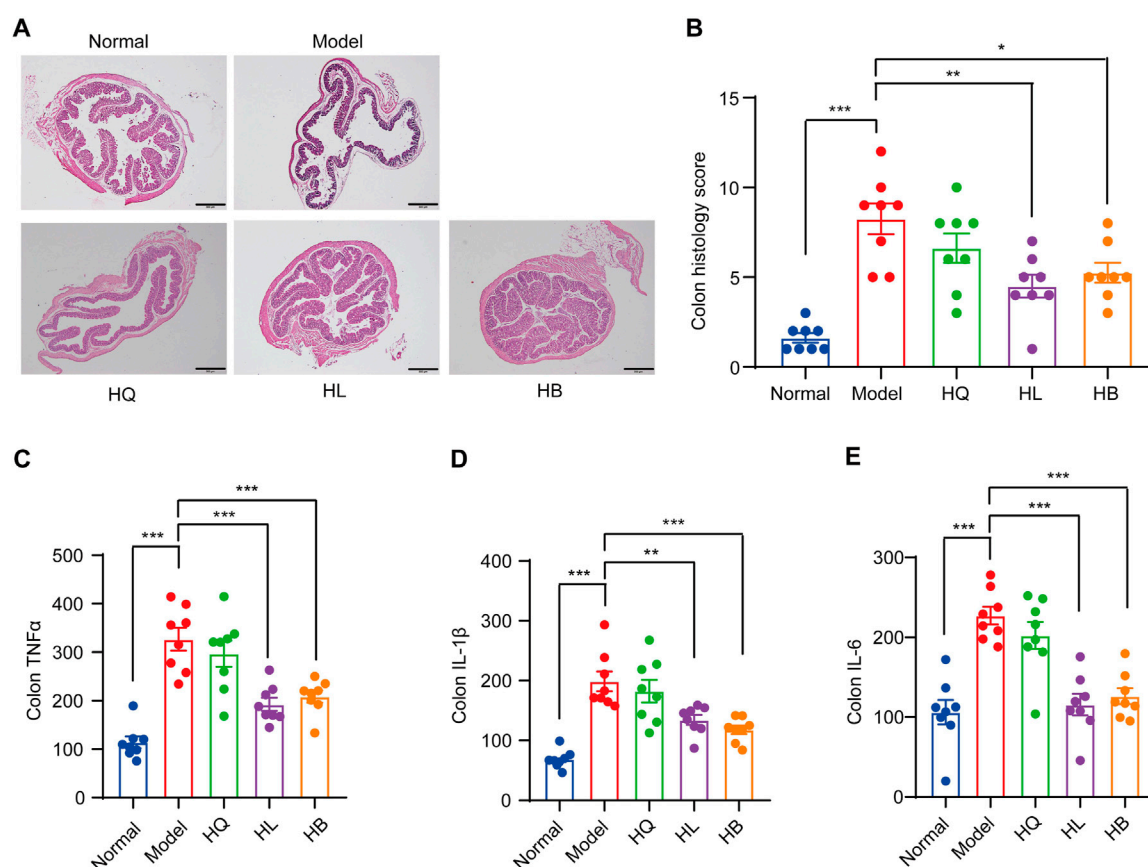 A
Normal
Model
HQ
HL
HB
B
Colon histology score
15
10
5
0
***
**
*
Normal
Model
HQ
HL
HB
C
Colon TNFα
500
400
300
200
100
0
***
***
***
Normal
Model
HQ
HL
HB
D
Colon IL-1β
400
300
200
100
0
***
**
***
Normal
Model
HQ
HL
HB
E
Colon IL-6
300
200
100
0
***
***
***
Normal
Model
HQ
HL
HB